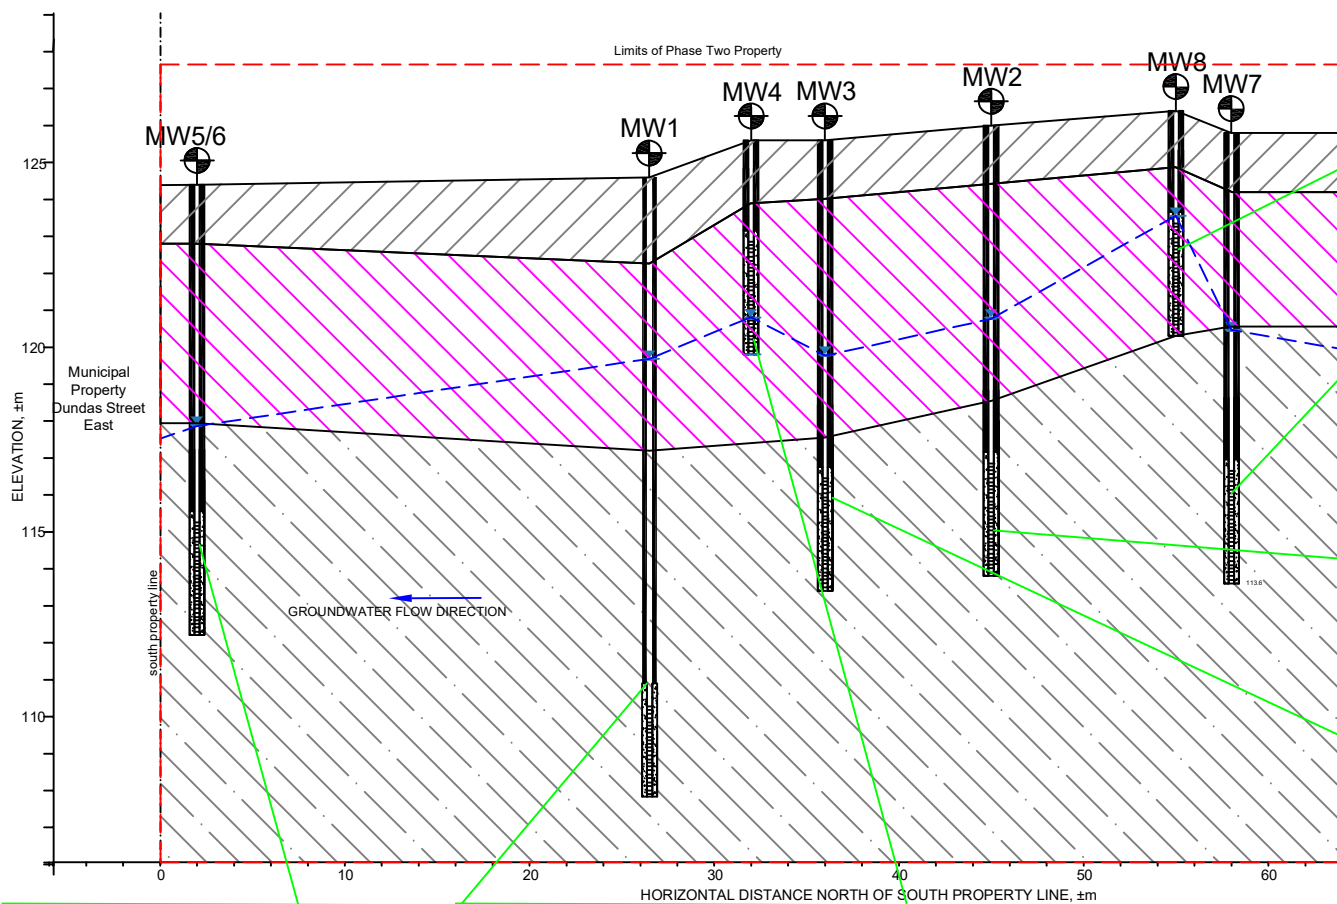 Limits of Phase Two Property
MW8
MW2
MW7
MW4
MW3
MW1
MW5/6
125
120
115
110
ELEVATION, ±m
Municipal
Property
Dundas Street
East
south property line
GROUNDWATER FLOW DIRECTION
113.6
0
10
20
30
40
50
60
HORIZONTAL DISTANCE NORTH OF SOUTH PROPERTY LINE, ±m